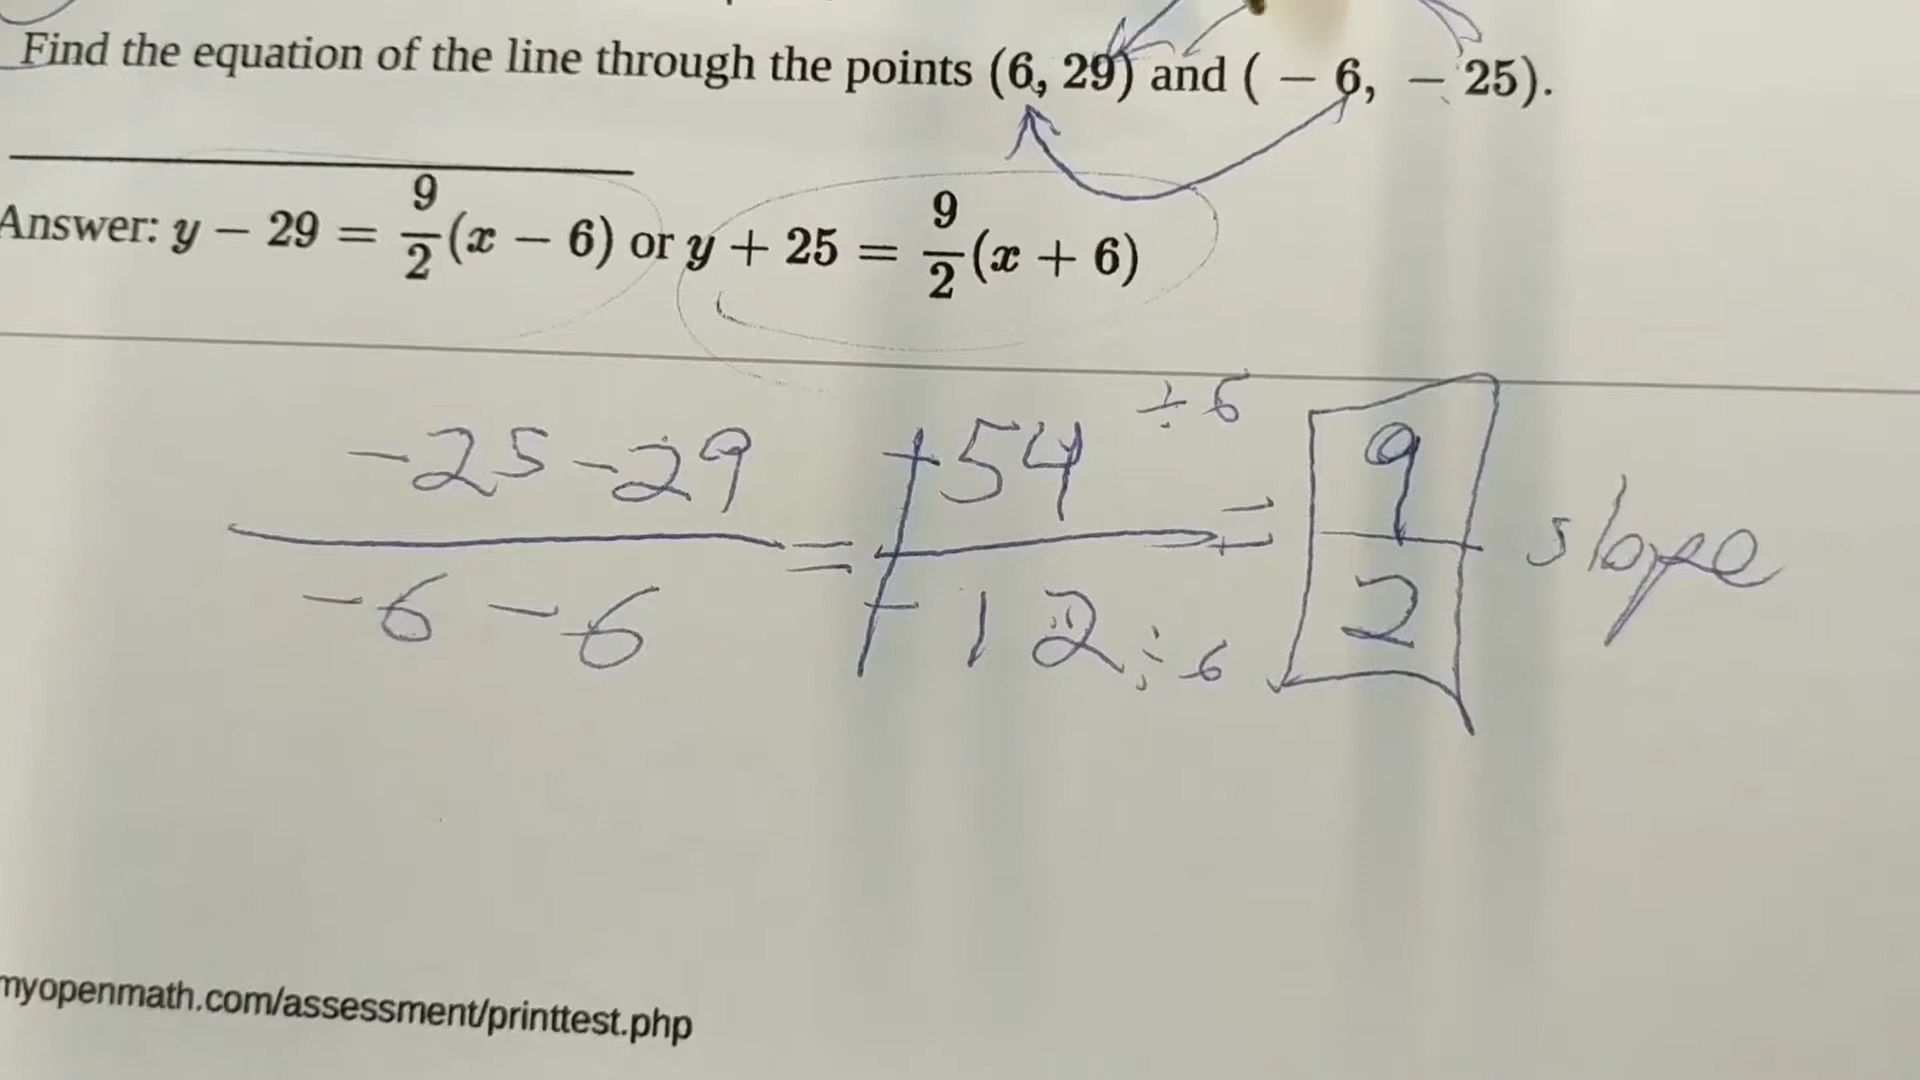 Find the equation of the line through the points (6, 29) and ( − 6, − 25).
Answer: y − 29 = 9/2 (x − 6) or y + 25 = 9/2 (x + 6)
-25 -29 / -6 -6 = +54 ÷6 / +12 ÷6 = 9/2 slope
myopenmath.com/assessment/printtest.php